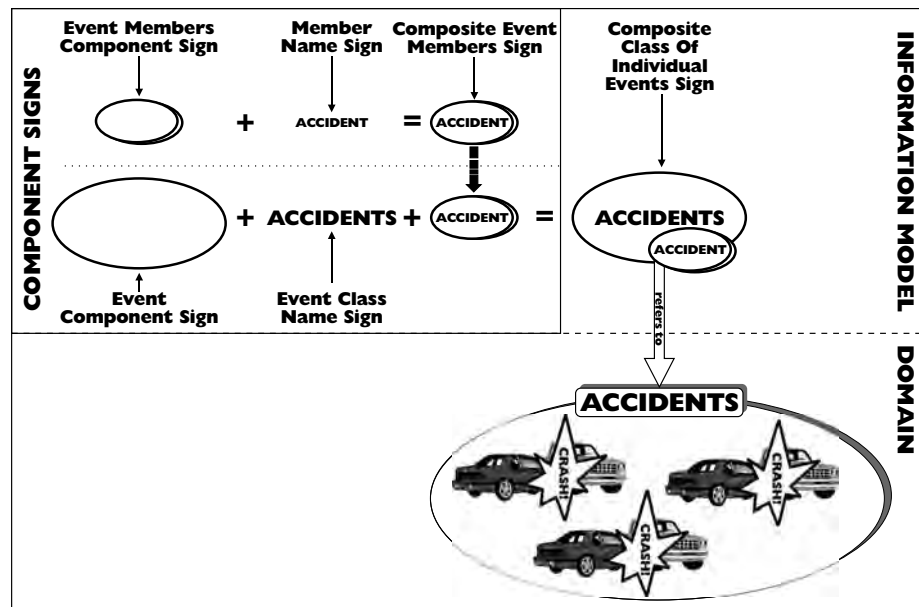 Event Members
Component Sign
Member
Name Sign
Composite Event
Members Sign
Composite
Class Of
Individual
Events Sign
COMPONENT SIGNS
INFORMATION MODEL
+ ACCIDENT = ACCIDENT
+ ACCIDENTS + ACCIDENT =
ACCIDENTS
ACCIDENT
Event
Component Sign
Event Class
Name Sign
refers to
DOMAIN
ACCIDENTS
CRASH!
CRASH!
CRASH!